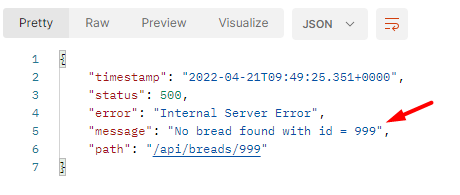 Pretty Raw Preview Visualize JSON
1 {
2 "timestamp": "2022-04-21T09:49:25.351+0000",
3 "status": 500,
4 "error": "Internal Server Error",
5 "message": "No bread found with id = 999",
6 "path": "/api/breads/999"
7 }